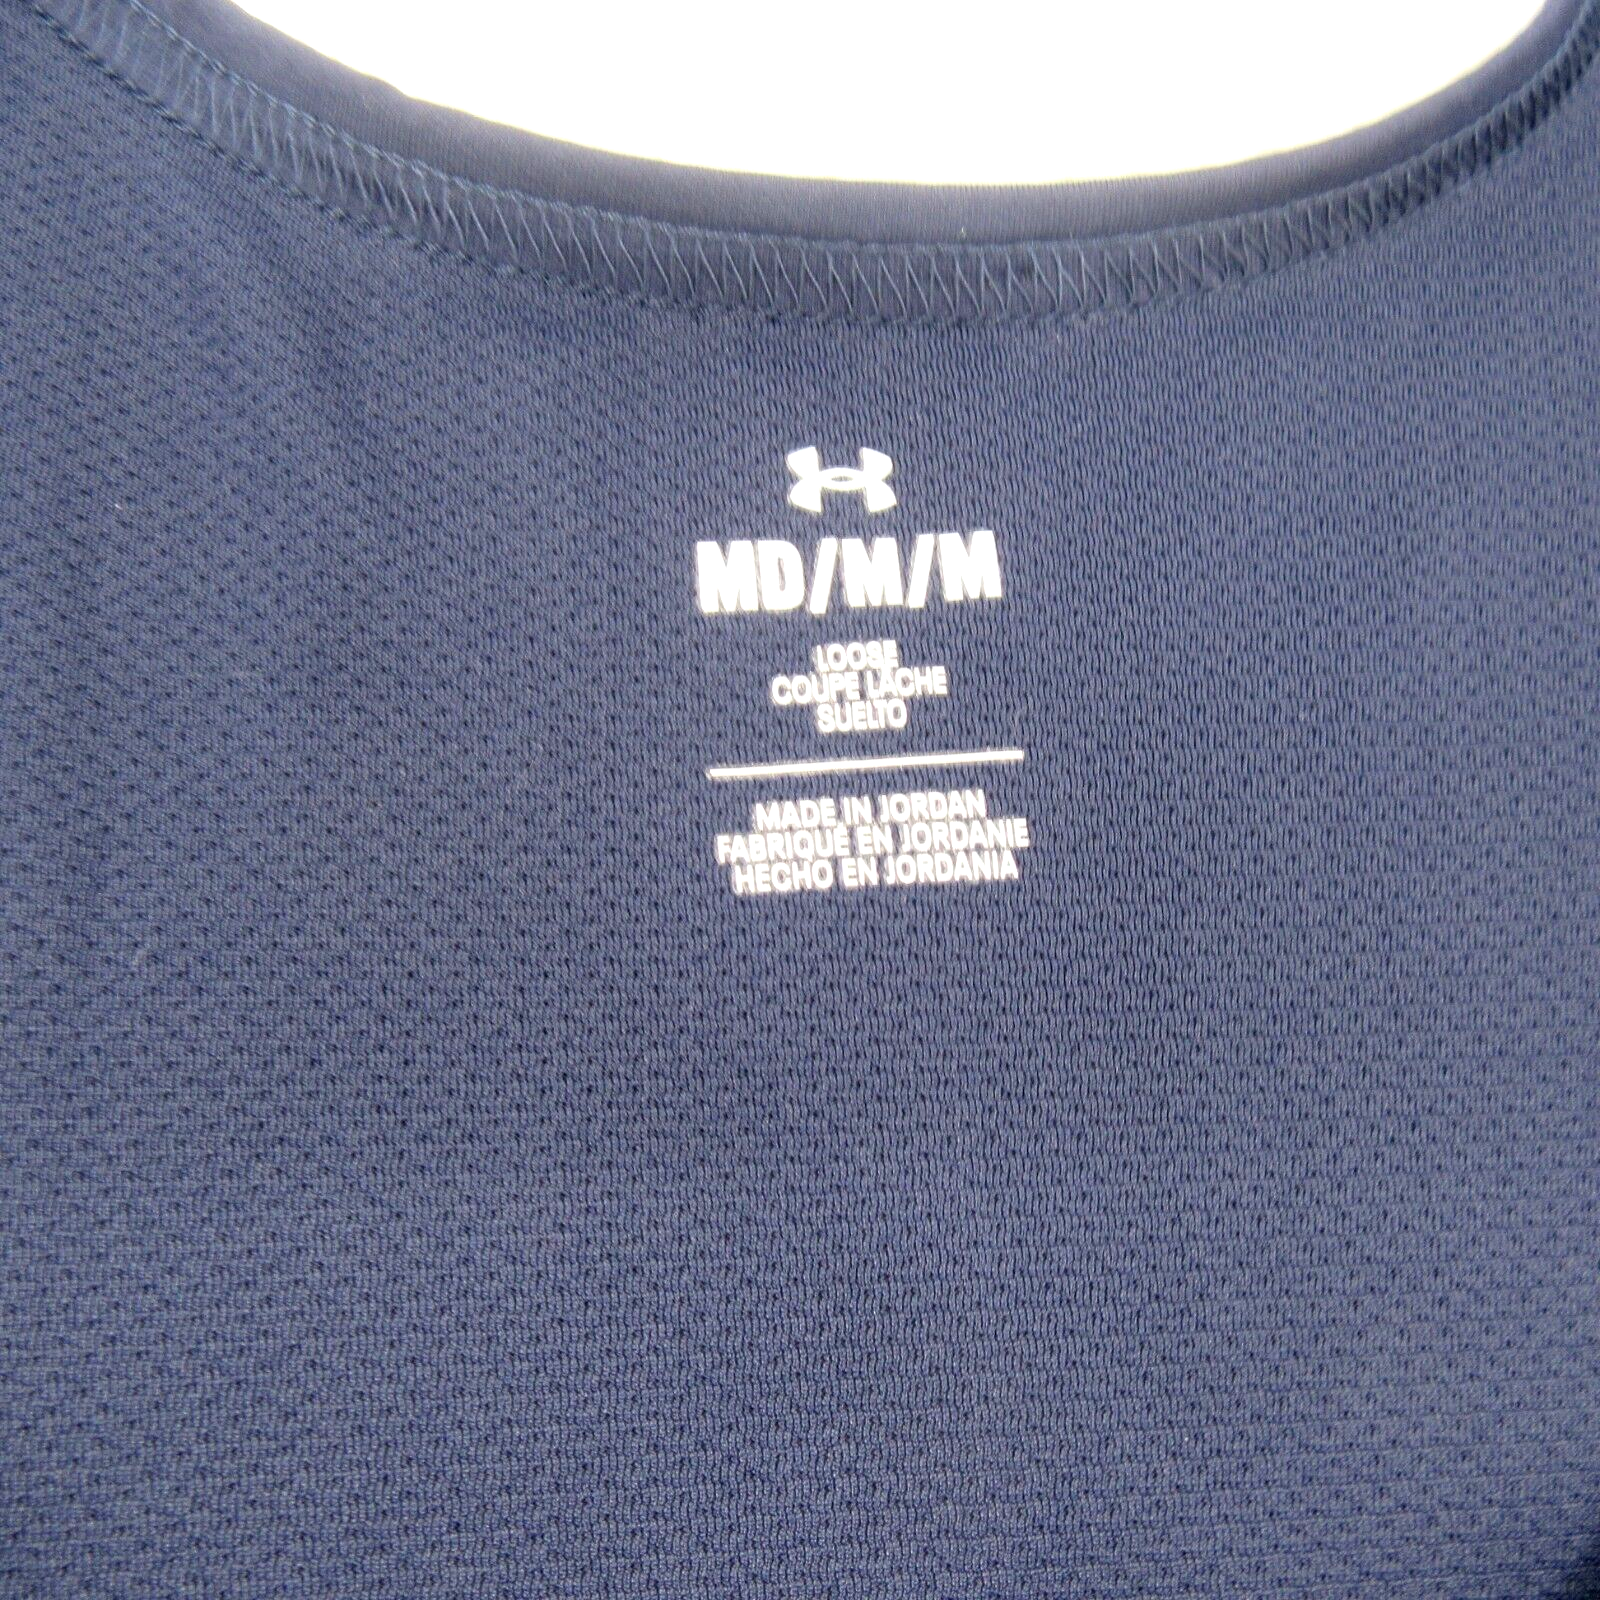 MD/M/M
LOOSE
COUPE LÂCHE
SUELTO
MADE IN JORDAN
FABRIQUÉ EN JORDANIE
HECHO EN JORDANIA